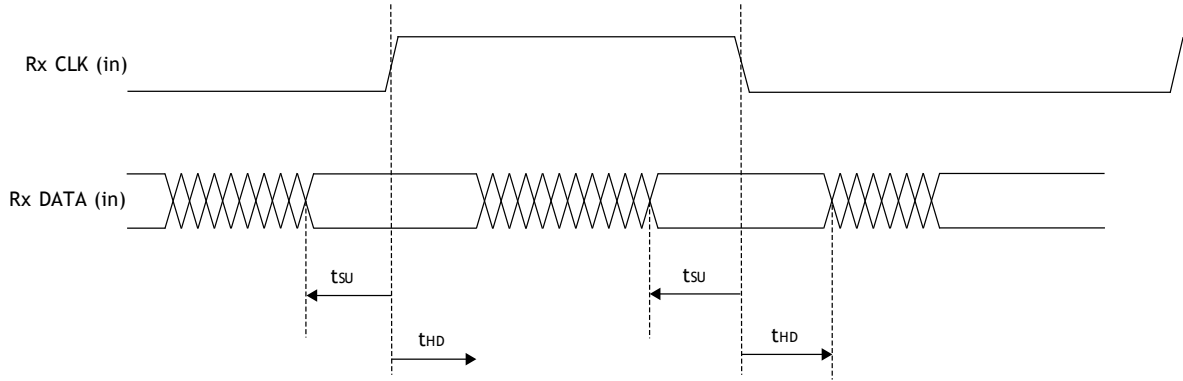 Rx CLK (in)
Rx DATA (in)
tSU
tSU
tHD
tHD